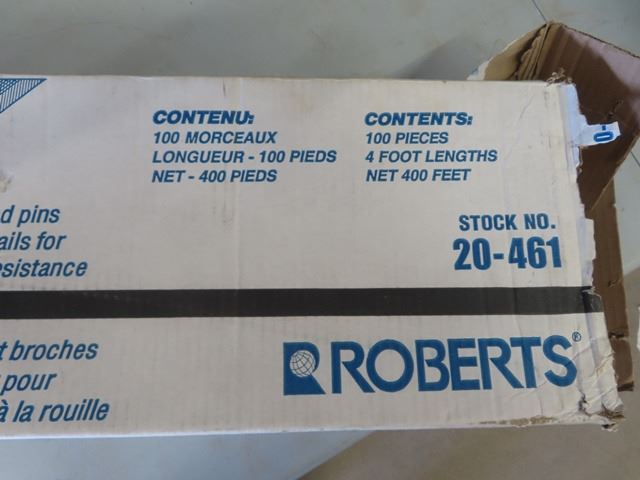 CONTENU:
100 MORCEAUX
LONGUEUR - 100 PIEDS
NET - 400 PIEDS
CONTENTS:
100 PIECES
4 FOOT LENGTHS
NET 400 FEET
d pins
ails for
esistance
STOCK NO.
20-461
t broches
pour
à la rouille
ROBERTS®